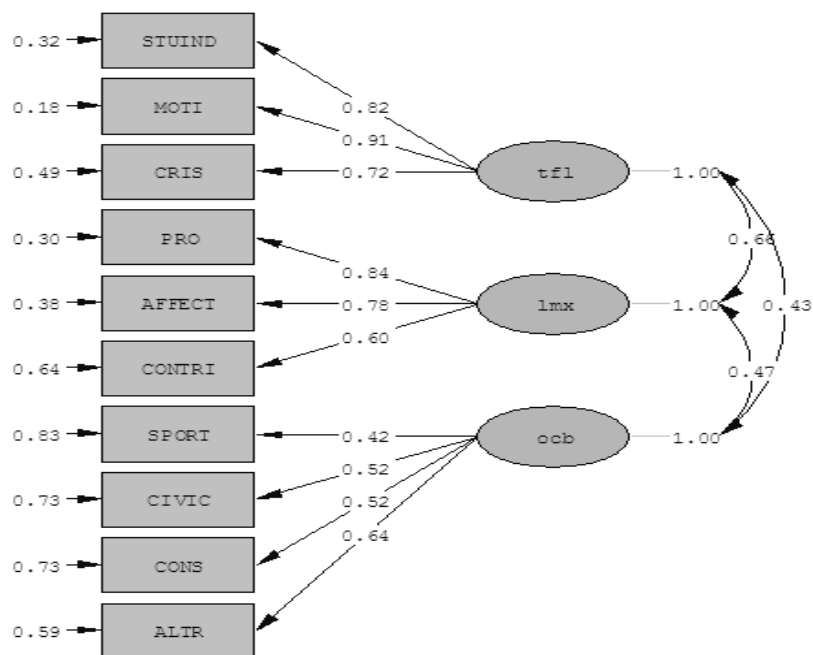 0.32 STUIND
0.82
0.18 MOTI
0.91
0.49 CRIS 0.72 tfl 1.00
0.30 PRO
0.66
0.84
0.38 AFFECT 0.78 lmx 1.00 0.43
0.60
0.64 CONTRI
0.47
0.83 SPORT 0.42 ocb 1.00
0.52
0.73 CIVIC
0.52
0.64
0.73 CONS
0.59 ALTR